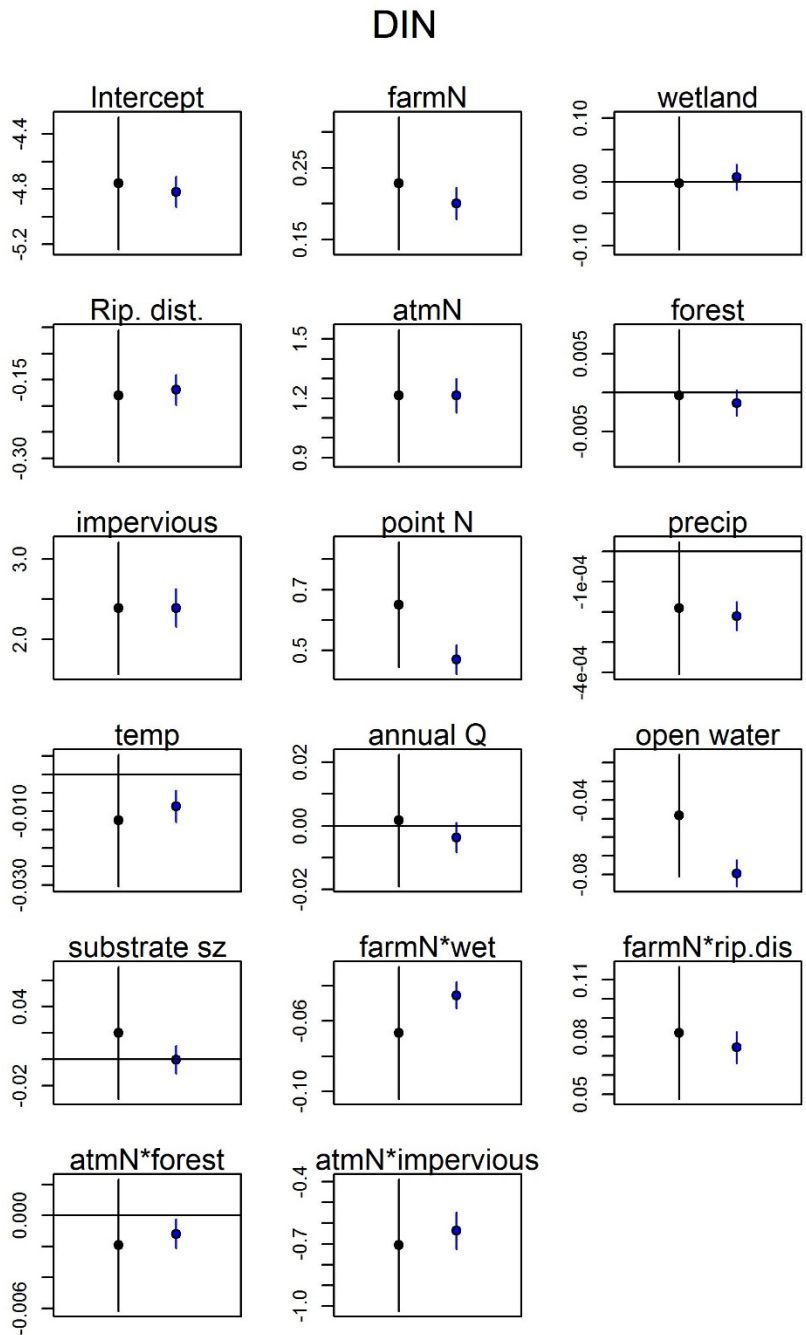 DIN
Intercept farmN wetland
-4.4 -4.8 -5.2
0.25 0.15
0.10 0.00 -0.10
Rip. dist. atmN forest
-0.15 -0.30
1.5 1.2 0.9
0.005 -0.005
impervious point N precip
3.0 2.0
0.7 0.5
-1e-04 -4e-04
temp annual Q open water
-0.010 -0.030
0.02 0.00 -0.02
-0.04 -0.08
substrate sz farmN*wet farmN*rip.dis
0.04 -0.02
-0.06 -0.10
0.11 0.08 0.05
atmN*forest atmN*impervious
0.000 -0.006
-0.4 -0.7 -1.0